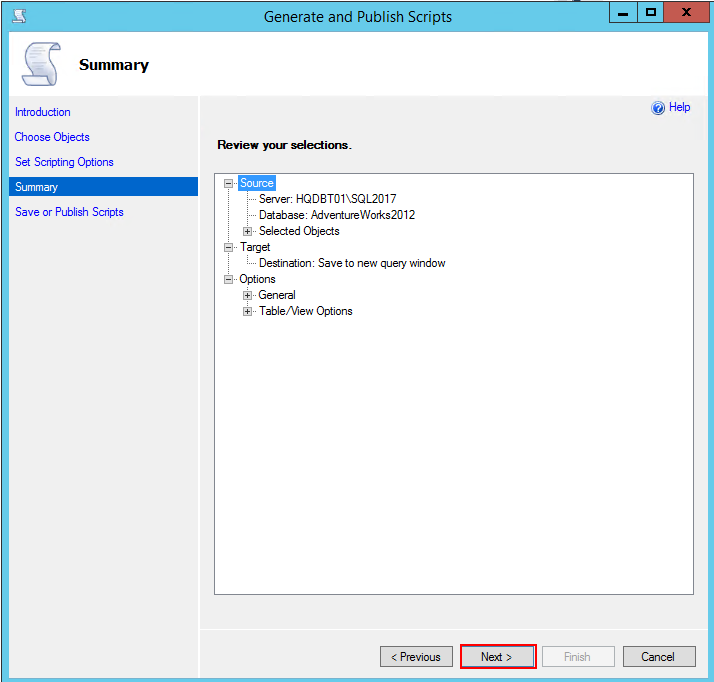 Generate and Publish Scripts
X
Summary
Introduction
Choose Objects
Set Scripting Options
Summary
Save or Publish Scripts
Help
Review your selections.
Source
Server: HQDBT01\SQL2017
Database: AdventureWorks2012
Selected Objects
Target
Destination: Save to new query window
Options
General
Table/View Options
< Previous
Next >
Finish
Cancel